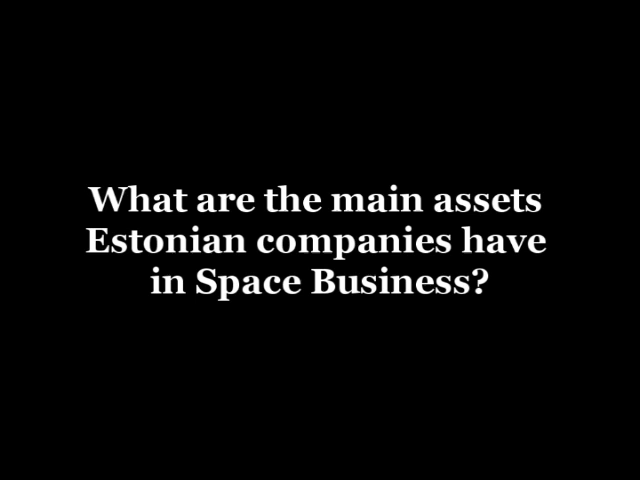 What are the main assets
Estonian companies have
in Space Business?